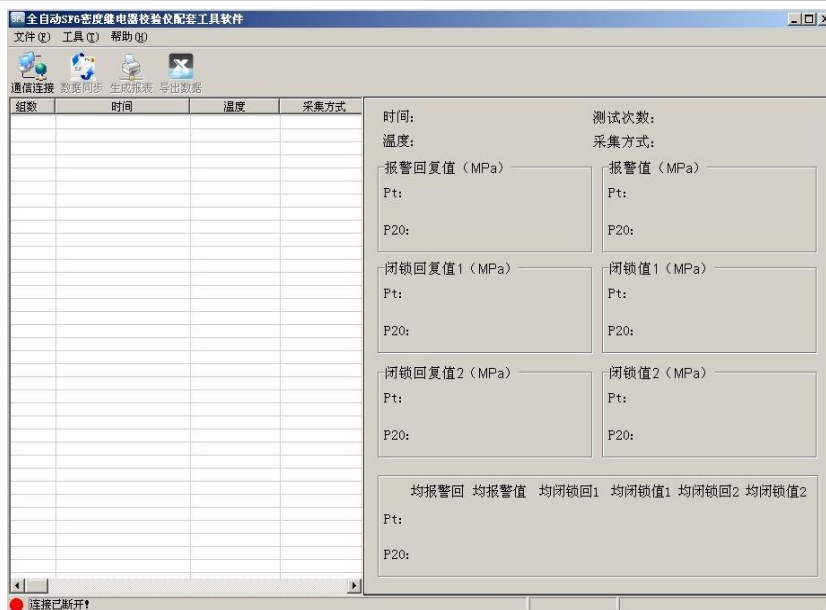 SF6 全自动SF6密度继电器校验仪配套工具软件
文件(F) 工具(T) 帮助(H)
通信连接 数据同步 生成报表 导出数据
组数 时间 温度 采集方式
时间: 测试次数:
温度: 采集方式:
报警回复值（MPa） 报警值（MPa）
Pt: Pt:
P20: P20:
闭锁回复值1（MPa） 闭锁值1（MPa）
Pt: Pt:
P20: P20:
闭锁回复值2（MPa） 闭锁值2（MPa）
Pt: Pt:
P20: P20:
均报警回 均报警值 均闭锁回1 均闭锁值1 均闭锁回2 均闭锁值2
Pt:
P20:
连接已断开!